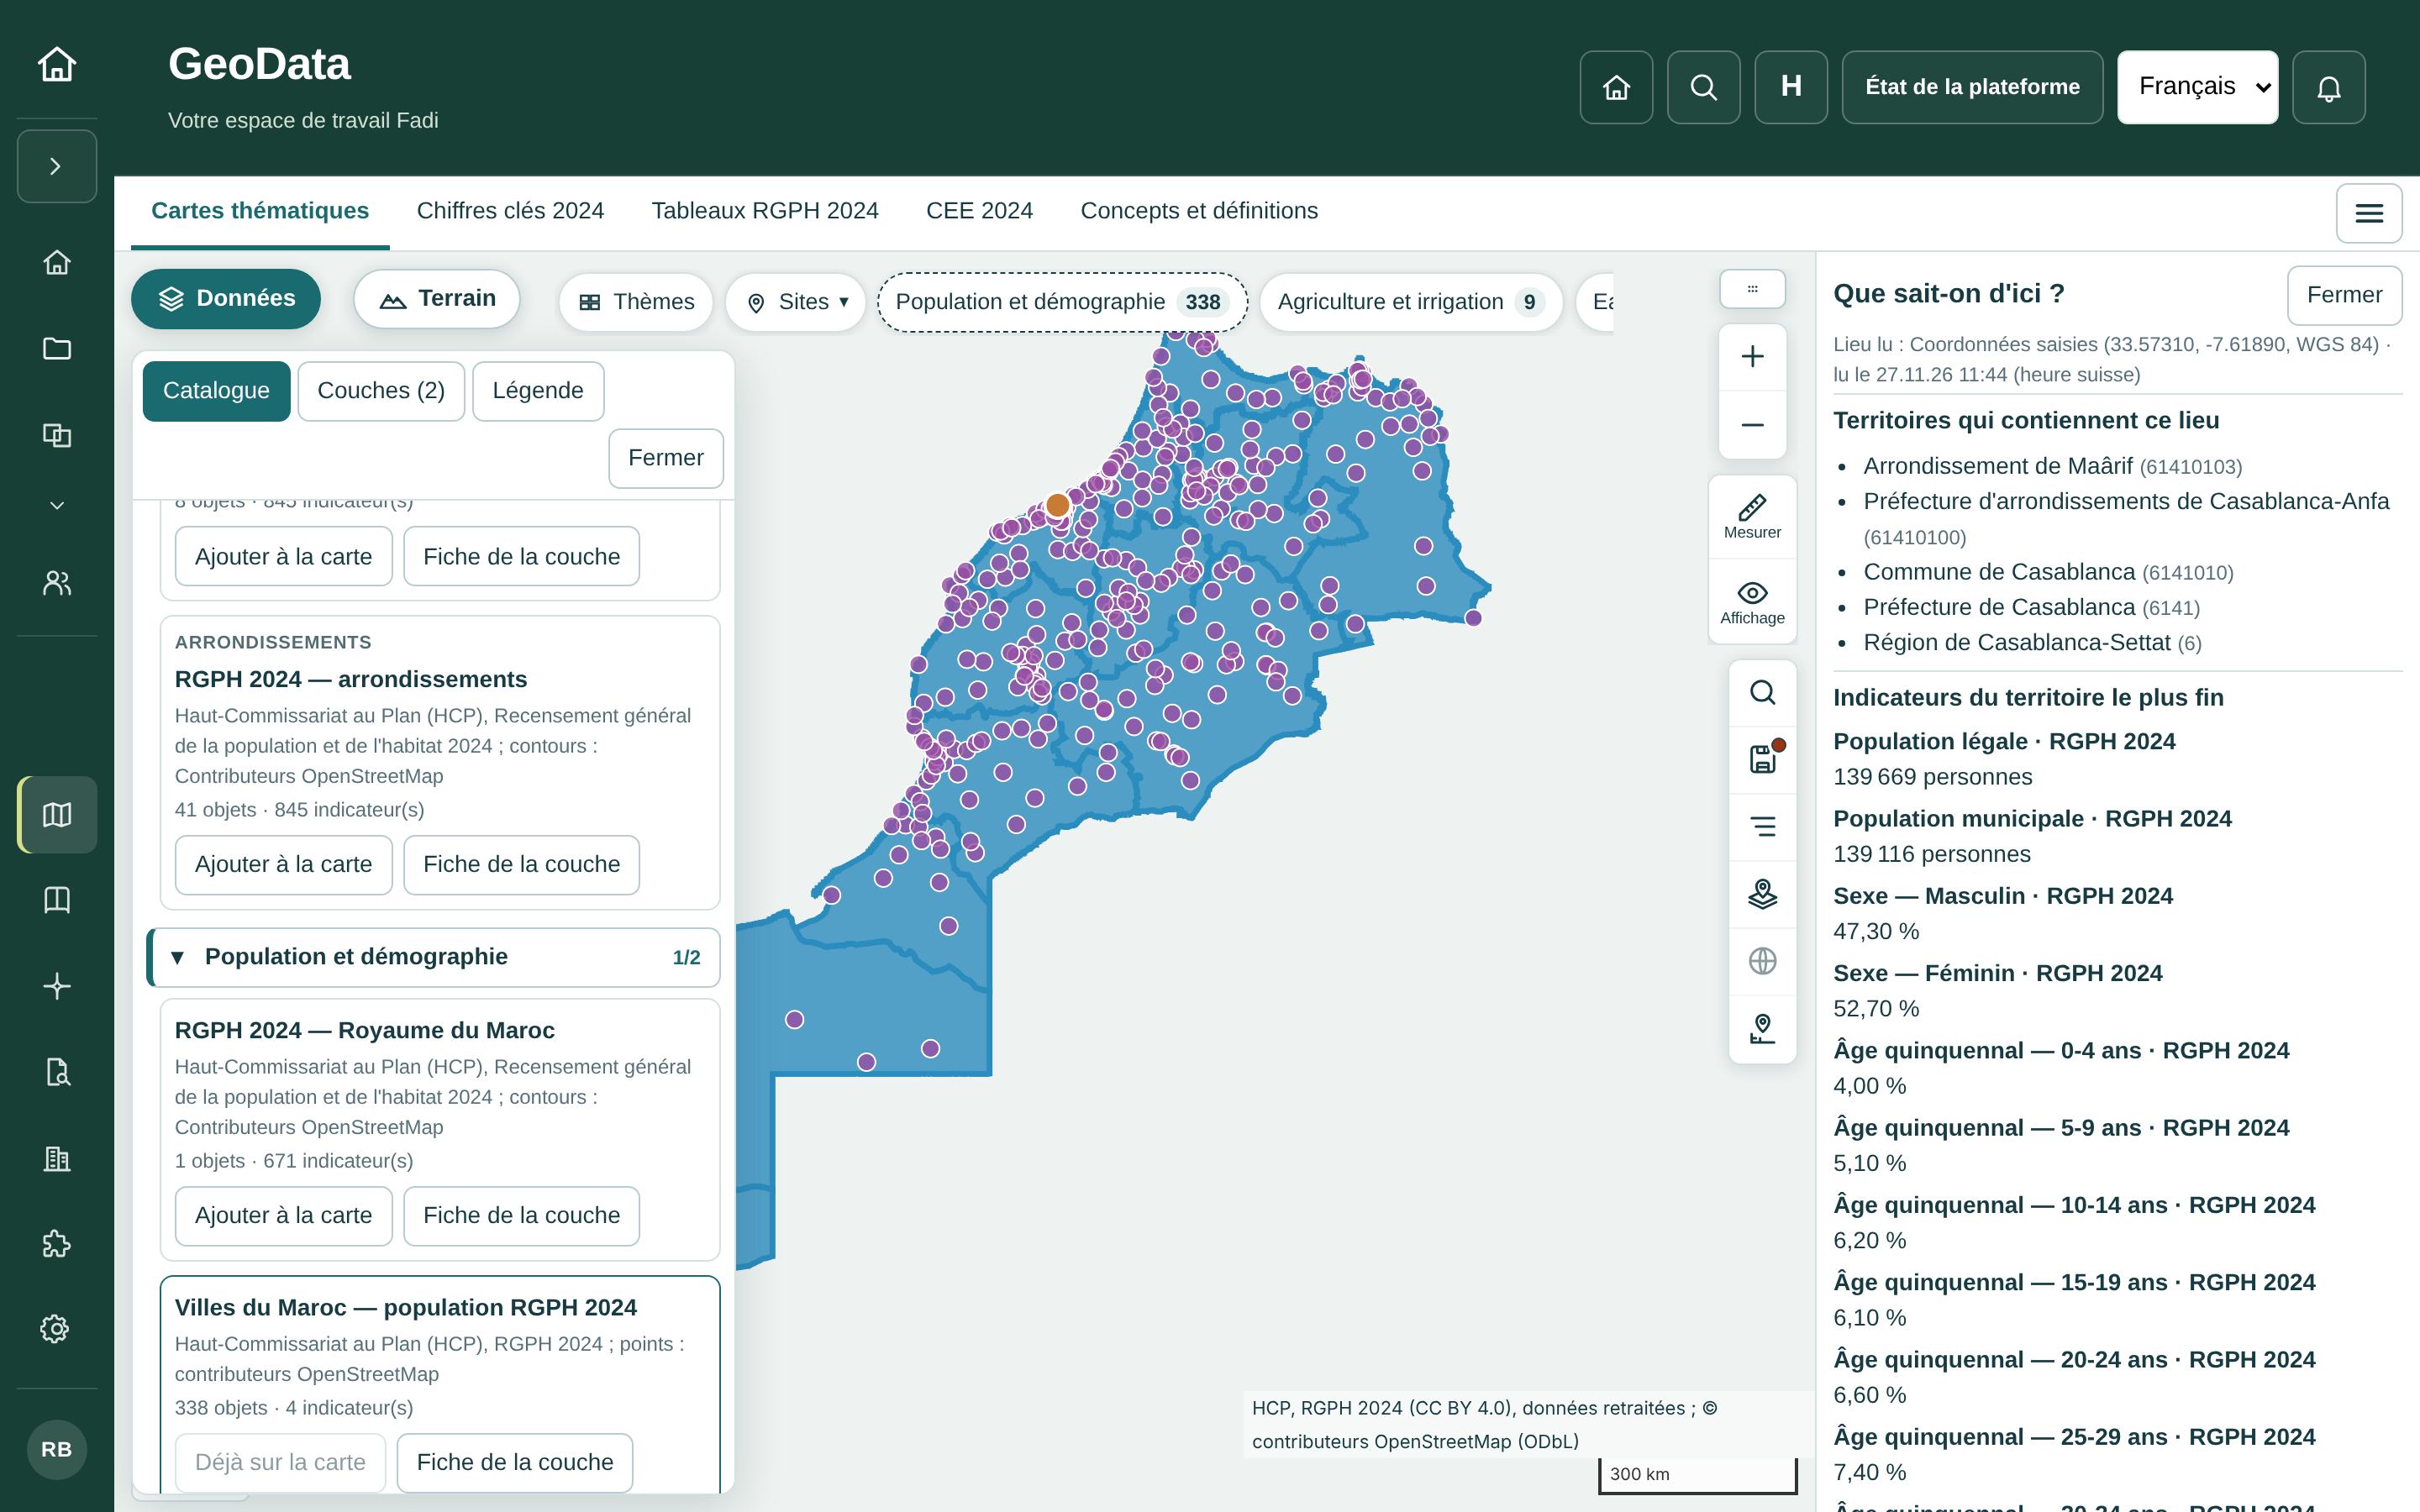 GeoData
Votre espace de travail Fadi
H
État de la plateforme
Français
Cartes thématiques
Chiffres clés 2024
Tableaux RGPH 2024
CEE 2024
Concepts et définitions
Données
Terrain
Thèmes
Sites ▾
Population et démographie 338
Agriculture et irrigation 9
Catalogue
Couches (2)
Légende
Fermer
8 objets · 845 indicateur(s)
Ajouter à la carte
Fiche de la couche
ARRONDISSEMENTS
RGPH 2024 — arrondissements
Haut-Commissariat au Plan (HCP), Recensement général
de la population et de l'habitat 2024 ; contours :
Contributeurs OpenStreetMap
41 objets · 845 indicateur(s)
Ajouter à la carte
Fiche de la couche
▼ Population et démographie 1/2
RGPH 2024 — Royaume du Maroc
Haut-Commissariat au Plan (HCP), Recensement général
de la population et de l'habitat 2024 ; contours :
Contributeurs OpenStreetMap
1 objets · 671 indicateur(s)
Ajouter à la carte
Fiche de la couche
Villes du Maroc — population RGPH 2024
Haut-Commissariat au Plan (HCP), RGPH 2024 ; points :
contributeurs OpenStreetMap
338 objets · 4 indicateur(s)
Déjà sur la carte
Fiche de la couche
RB
Mesurer
Affichage
HCP, RGPH 2024 (CC BY 4.0), données retraitées ; ©
contributeurs OpenStreetMap (ODbL)
300 km
Que sait-on d'ici ?
Fermer
Lieu lu : Coordonnées saisies (33.57310, -7.61890, WGS 84) ·
lu le 27.11.26 11:44 (heure suisse)
Territoires qui contiennent ce lieu
• Arrondissement de Maârif (61410103)
• Préfecture d'arrondissements de Casablanca-Anfa
(61410100)
• Commune de Casablanca (6141010)
• Préfecture de Casablanca (6141)
• Région de Casablanca-Settat (6)
Indicateurs du territoire le plus fin
Population légale · RGPH 2024
139 669 personnes
Population municipale · RGPH 2024
139 116 personnes
Sexe — Masculin · RGPH 2024
47,30 %
Sexe — Féminin · RGPH 2024
52,70 %
Âge quinquennal — 0-4 ans · RGPH 2024
4,00 %
Âge quinquennal — 5-9 ans · RGPH 2024
5,10 %
Âge quinquennal — 10-14 ans · RGPH 2024
6,20 %
Âge quinquennal — 15-19 ans · RGPH 2024
6,10 %
Âge quinquennal — 20-24 ans · RGPH 2024
6,60 %
Âge quinquennal — 25-29 ans · RGPH 2024
7,40 %